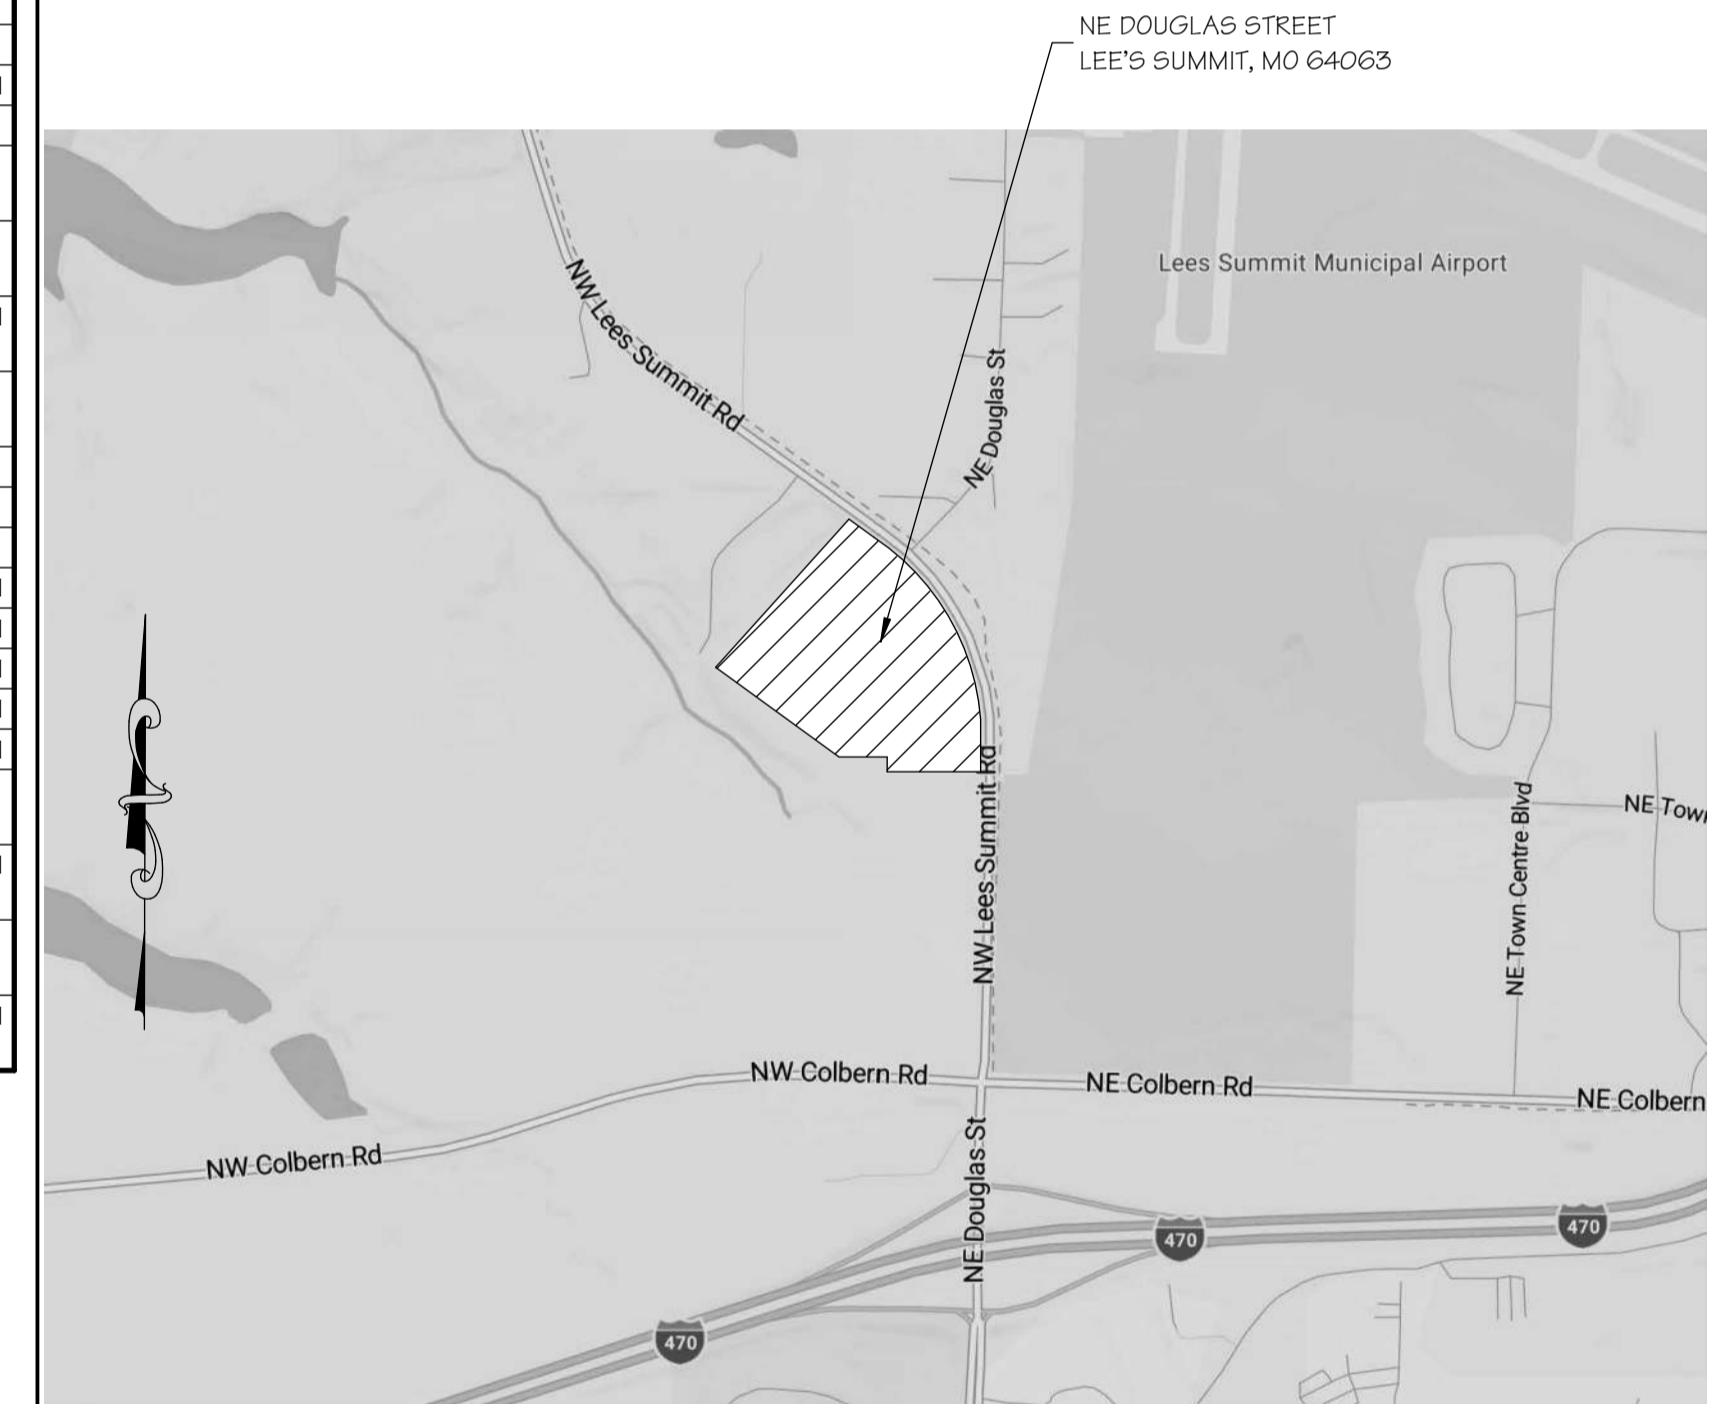 NE DOUGLAS STREET
LEE'S SUMMIT, MO 64063
Lees Summit Municipal Airport
NW Lees Summit Rd
NE Douglas St
NW Lees Summit Rd
NE Town Centre Blvd
NE Tow
NW Colbern Rd
NE Colbern Rd
NE Colbern
NW Colbern Rd
NE Douglas St
470
470
470